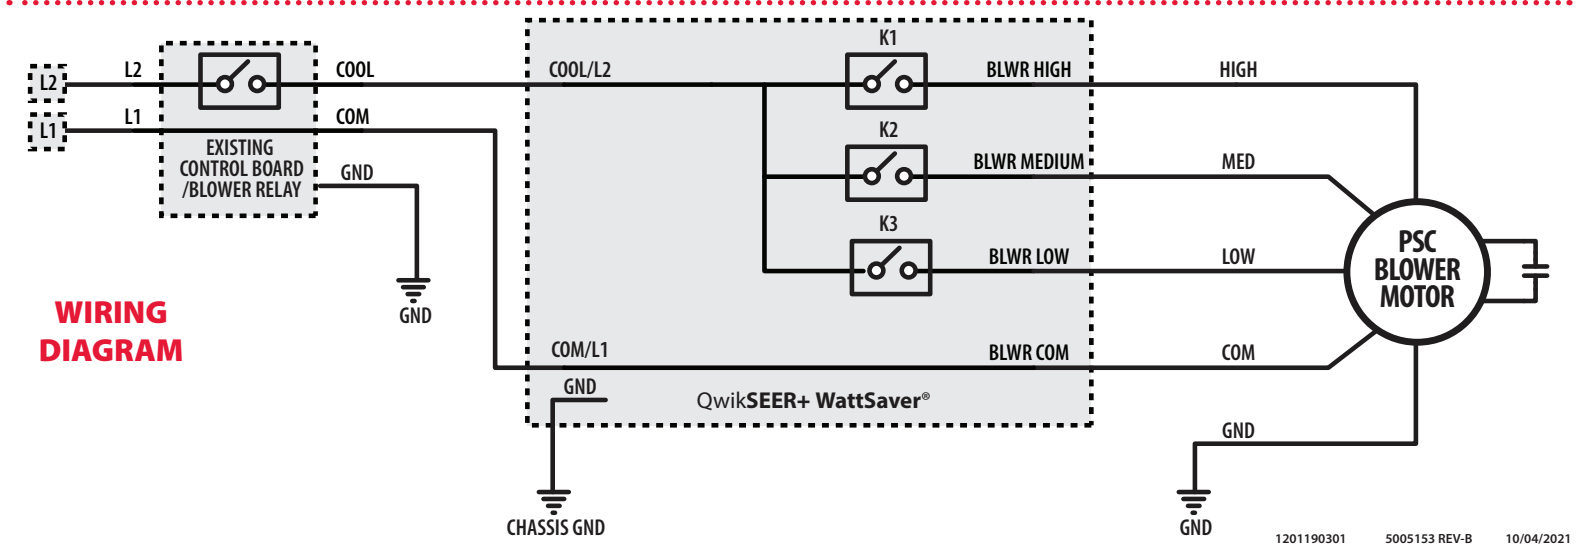 K1
L2
L2
COOL
COOL/L2
BLWR HIGH
HIGH
L1
L1
COM
K2
EXISTING
CONTROL BOARD
/BLOWER RELAY
GND
BLWR MEDIUM
MED
K3
BLWR LOW
LOW
PSC
BLOWER
MOTOR
GND
WIRING
DIAGRAM
COM/L1
BLWR COM
COM
GND
QwikSEER+ WattSaver®
GND
CHASSIS GND
GND
1201190301 5005153 REV-B 10/04/2021